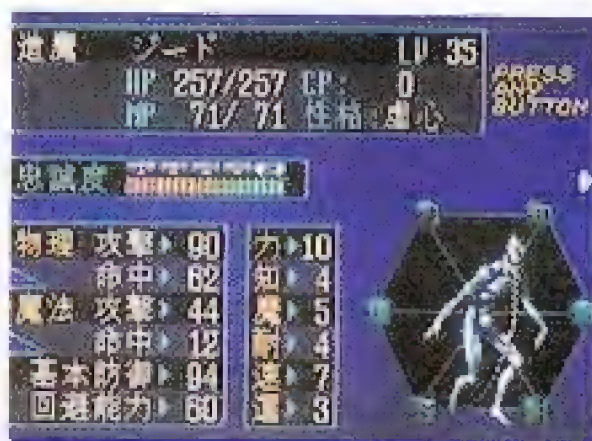 造魔 ジード LV 35
HP 257/257 CP: 0
MP 71/ 71 性格:虚心
PRESS
BUTTON
忠誠度
物理 攻撃▸ 90
命中▸ 62
魔法 攻撃▸ 44
命中▸ 12
基本防御▸ 94
回避能力▸ 60
力▸10
知▸ 4
魔▸ 5
耐▸ 4
速▸ 7
運▸ 3